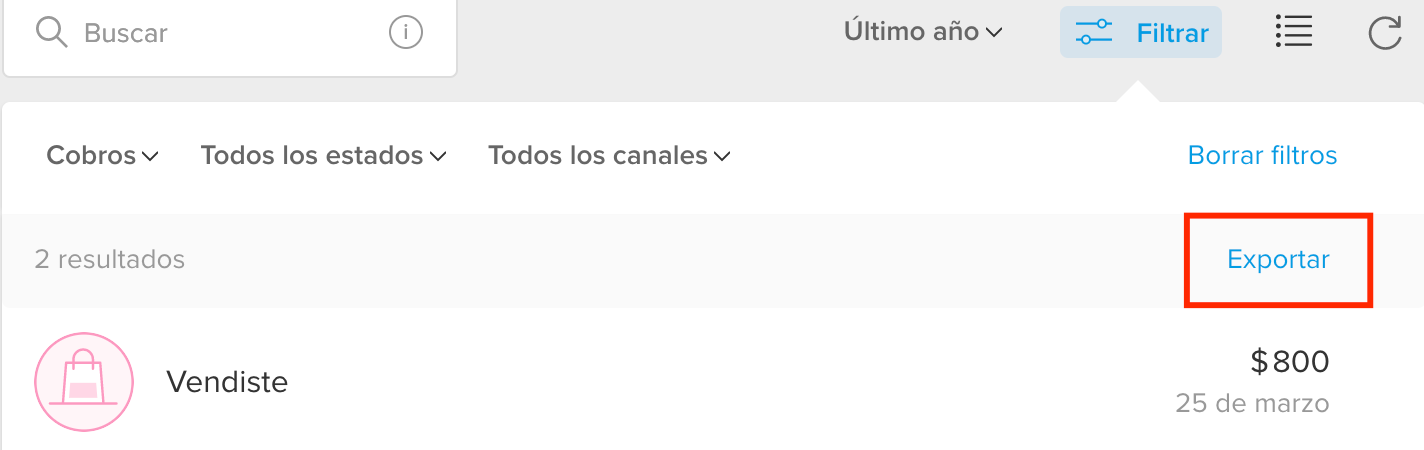 Buscar
Último año
Filtrar
Cobros
Todos los estados
Todos los canales
Borrar filtros
2 resultados
Exportar
Vendiste
$800
25 de marzo